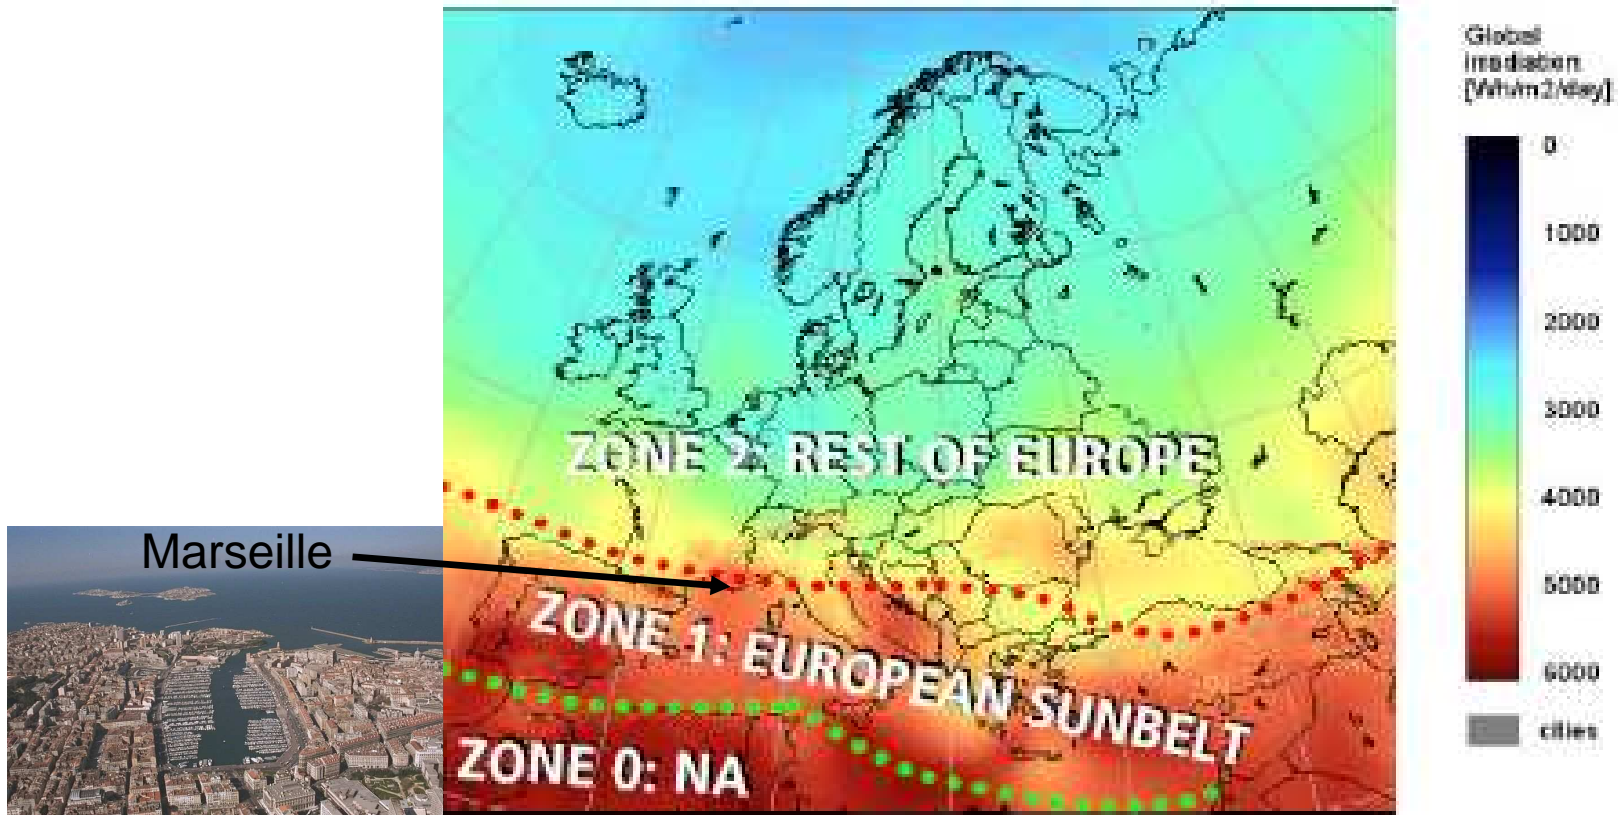 Marseille
ZONE 2: REST OF EUROPE
ZONE 1: EUROPEAN SUNBELT
ZONE 0: NA
Global
irradiation
[Wh/m2/day]
0
1000
2000
3000
4000
5000
6000
cities